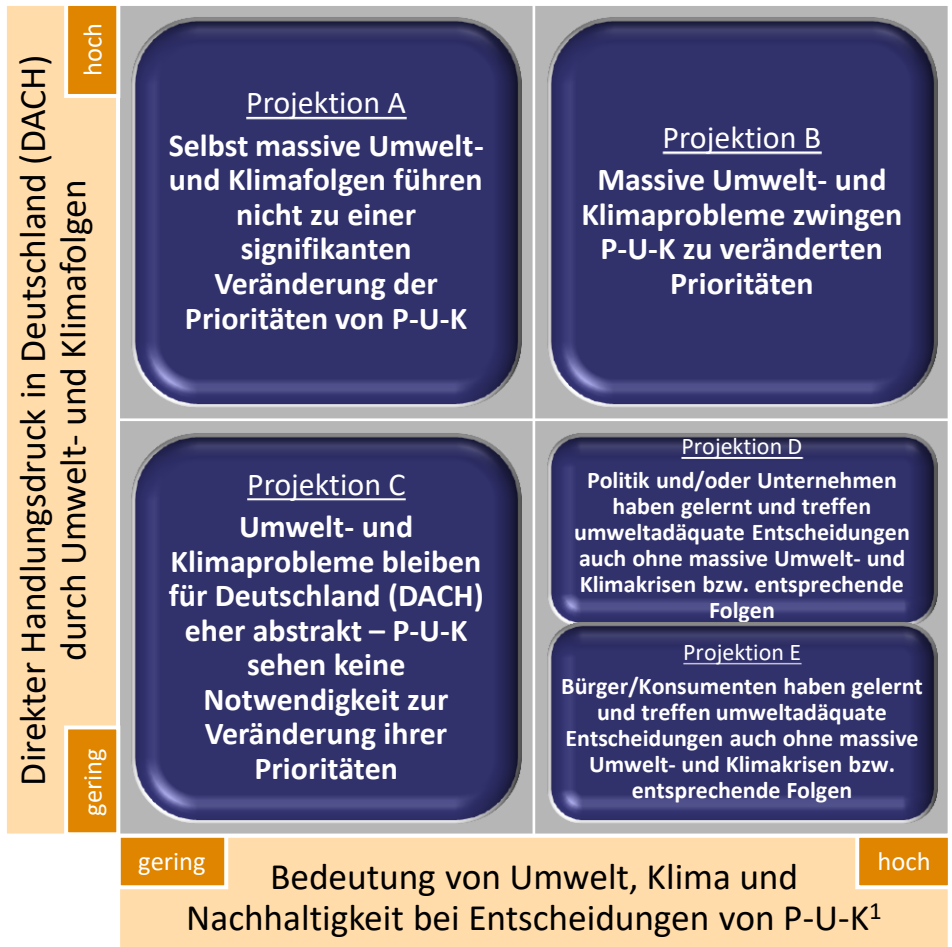 Direkter Handlungsdruck in Deutschland (DACH)
durch Umwelt- und Klimafolgen
hoch
gering
Projektion A
Selbst massive Umwelt-
und Klimafolgen führen
nicht zu einer
signifikanten
Veränderung der
Prioritäten von P-U-K
Projektion B
Massive Umwelt- und
Klimaprobleme zwingen
P-U-K zu veränderten
Prioritäten
Projektion C
Umwelt- und
Klimaprobleme bleiben
für Deutschland (DACH)
eher abstrakt – P-U-K
sehen keine
Notwendigkeit zur
Veränderung ihrer
Prioritäten
Projektion D
Politik und/oder Unternehmen
haben gelernt und treffen
umweltadäquate Entscheidungen
auch ohne massive Umwelt- und
Klimakrisen bzw. entsprechende
Folgen
Projektion E
Bürger/Konsumenten haben gelernt
und treffen umweltadäquate
Entscheidungen auch ohne massive
Umwelt- und Klimakrisen bzw.
entsprechende Folgen
gering
hoch
Bedeutung von Umwelt, Klima und
Nachhaltigkeit bei Entscheidungen von P-U-K¹